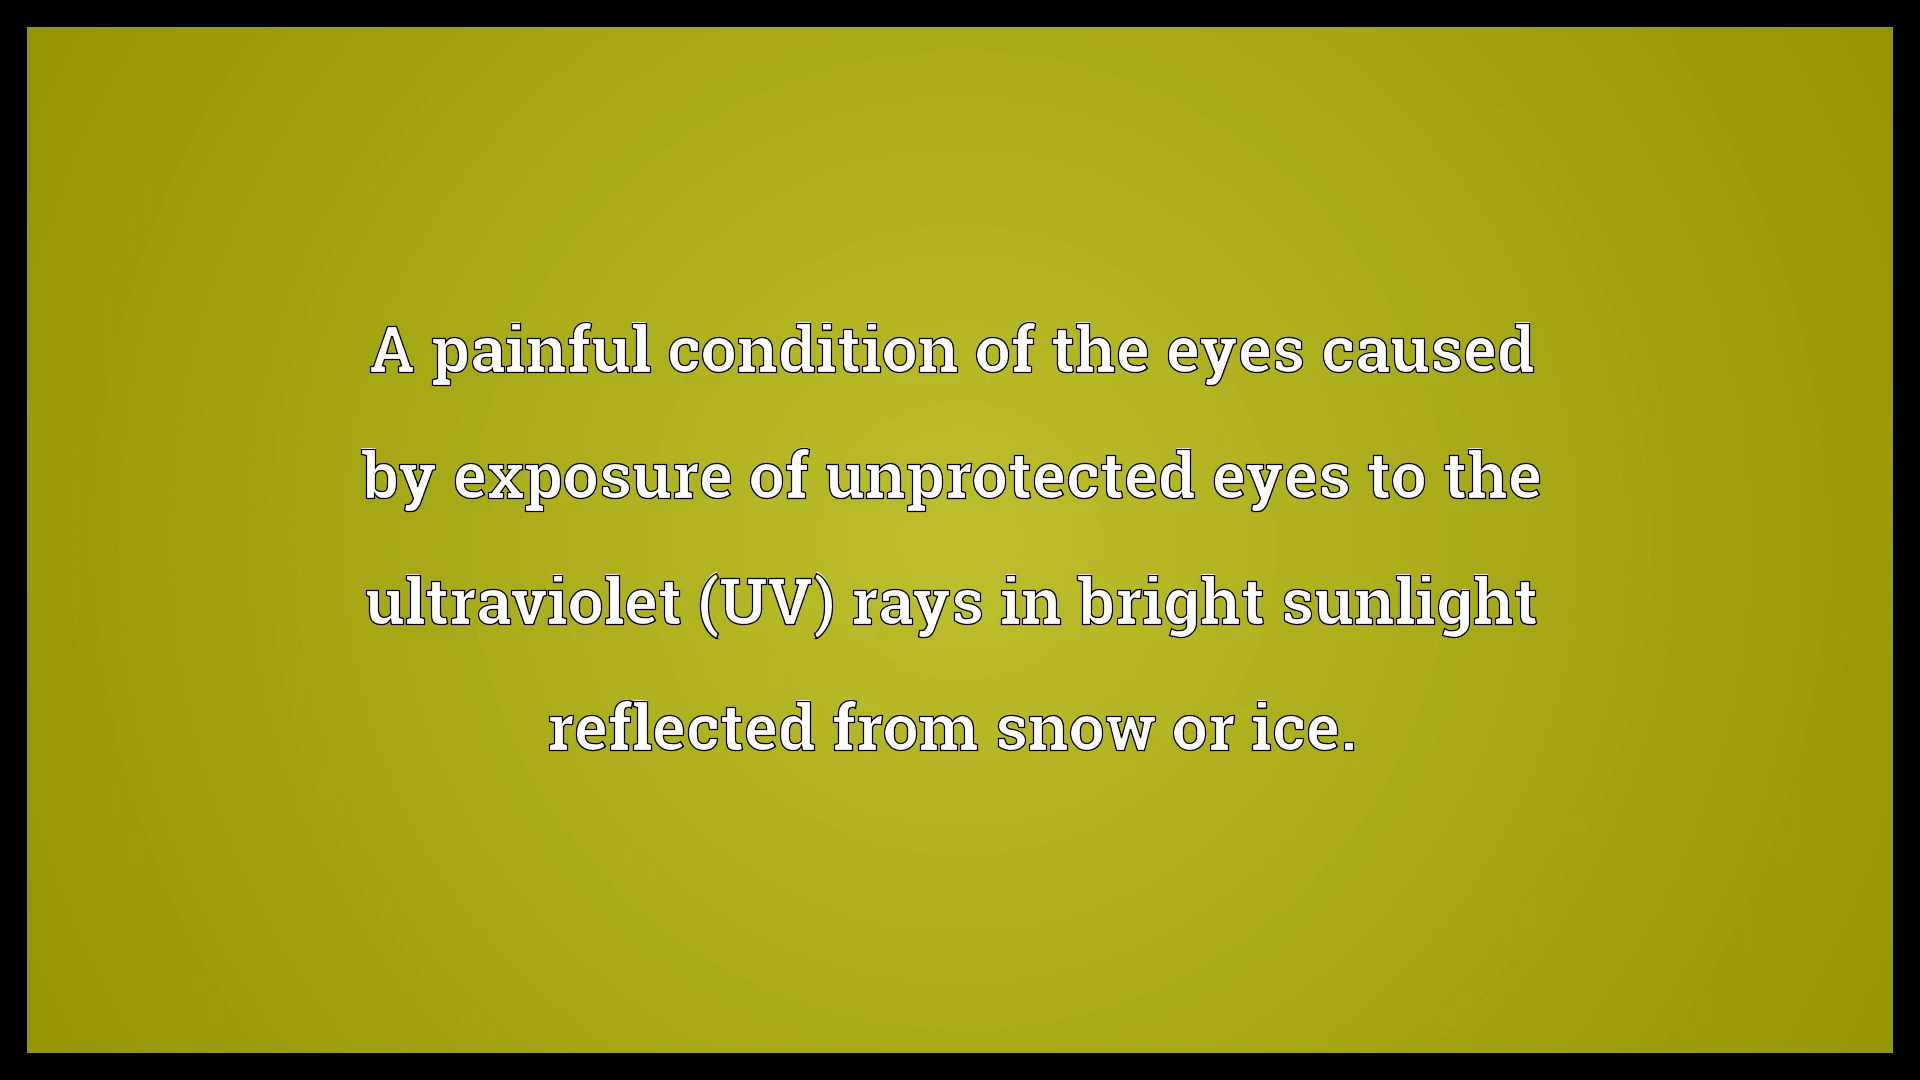 A painful condition of the eyes caused
by exposure of unprotected eyes to the
ultraviolet (UV) rays in bright sunlight
reflected from snow or ice.